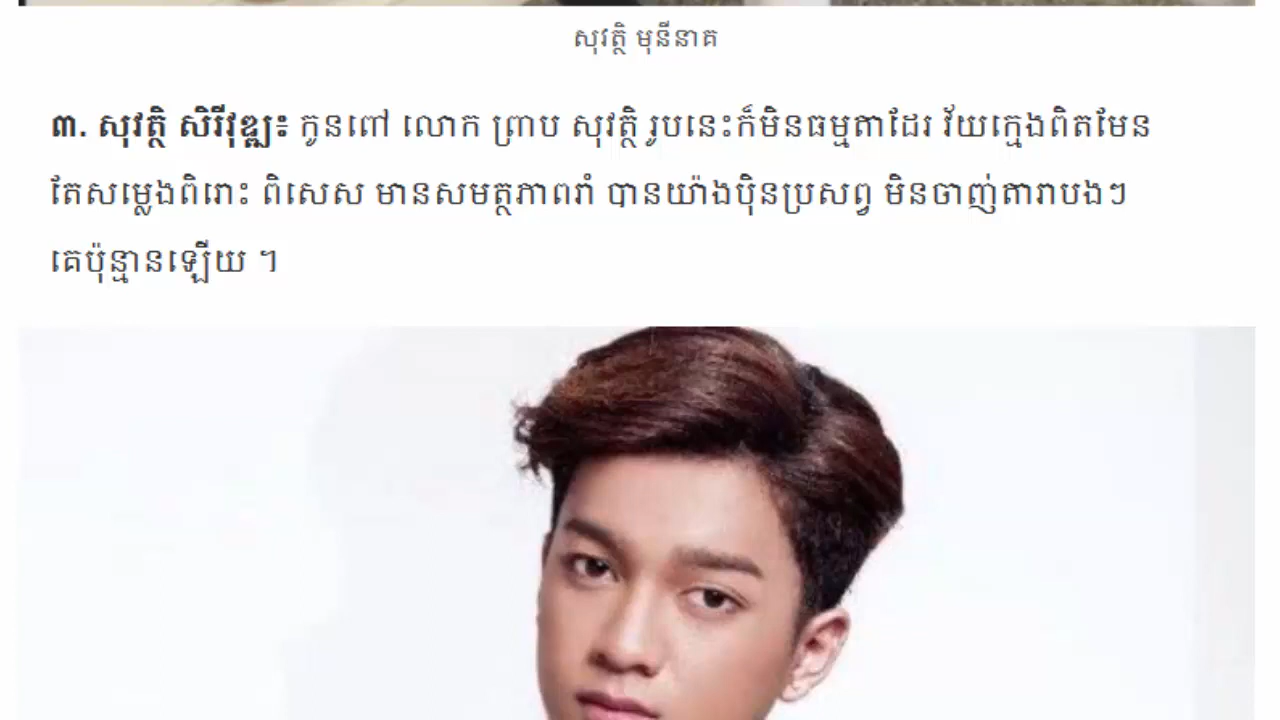 សុវត្ថិ មុនីនាគ
៣. សុវត្ថិ សិរីវុឌ្ឍ៖ កូនពៅ លោក ព្រាប សុវត្ថិ រូបនេះក៏មិនធម្មតាដែរ វ័យក្មេងពិតមែន
តែសម្លេងពិរោះ ពិសេស មានសមត្ថភាពរាំ បានយ៉ាងប៉ិនប្រសព្វ មិនចាញ់តារាបងៗ
គេប៉ុន្មានឡើយ ។